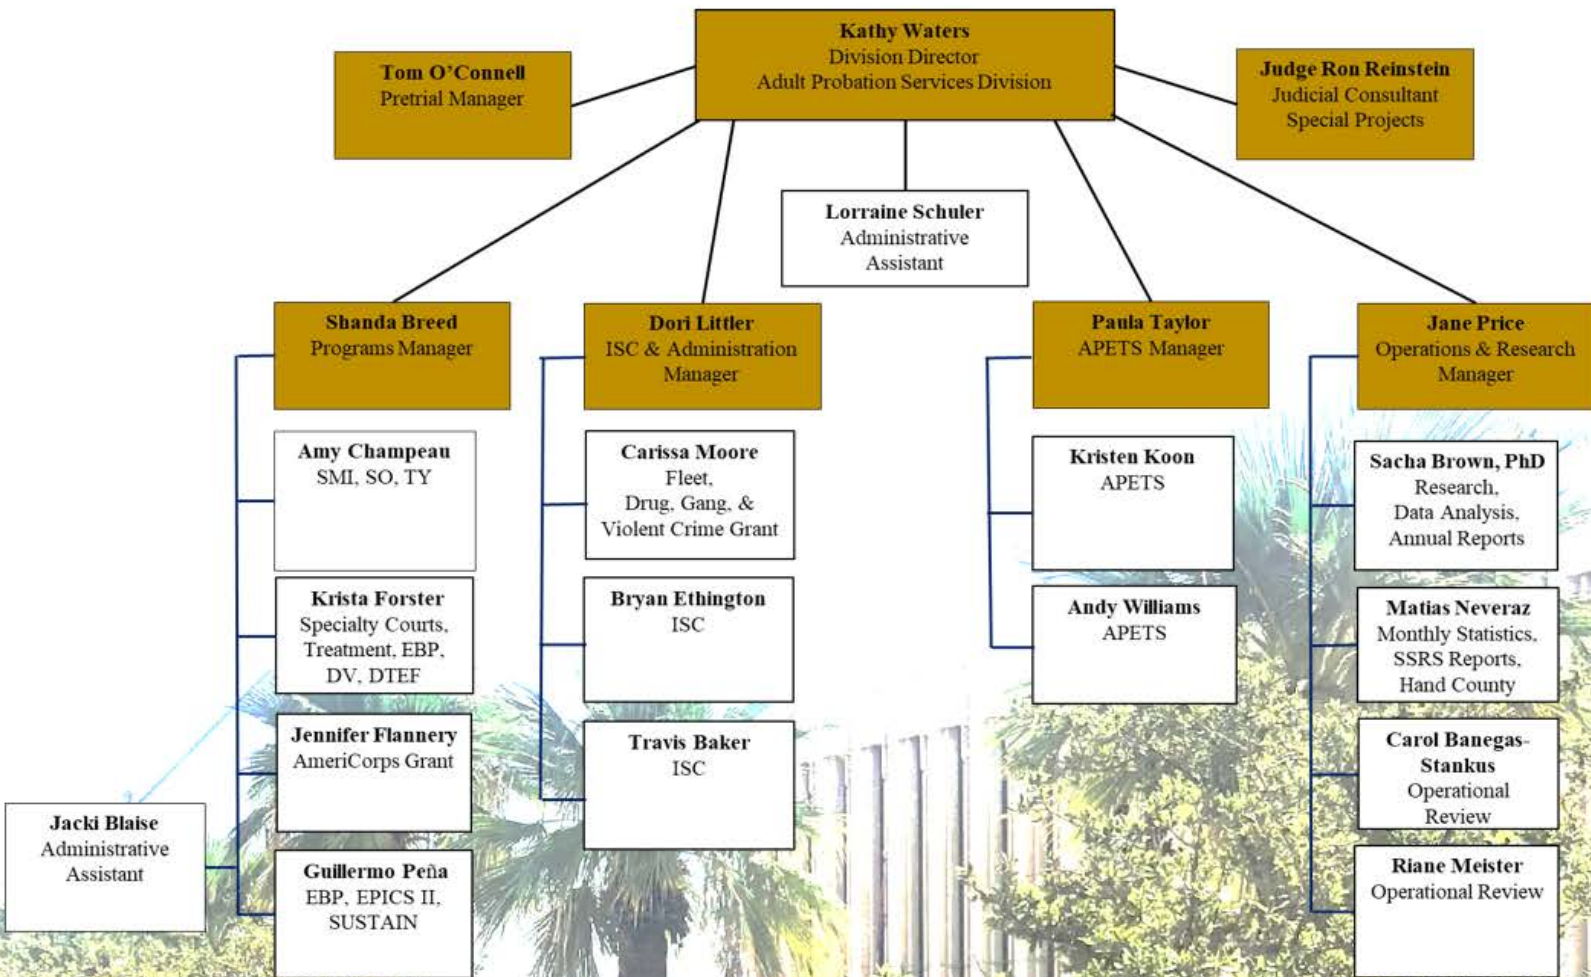 Kathy Waters
Division Director
Adult Probation Services Division
Tom O'Connell
Pretrial Manager
Judge Ron Reinstein
Judicial Consultant
Special Projects
Lorraine Schuler
Administrative
Assistant
Shanda Breed
Programs Manager
Dori Littler
ISC & Administration
Manager
Paula Taylor
APETS Manager
Jane Price
Operations & Research
Manager
Amy Champeau
SMI, SO, TY
Krista Forster
Specialty Courts,
Treatment, EBP,
DV, DTEF
Jennifer Flannery
AmeriCorps Grant
Jacki Blaise
Administrative
Assistant
Guillermo Peña
EBP, EPICS II,
SUSTAIN
Carissa Moore
Fleet,
Drug, Gang, &
Violent Crime Grant
Bryan Ethington
ISC
Travis Baker
ISC
Kristen Koon
APETS
Andy Williams
APETS
Sacha Brown, PhD
Research,
Data Analysis,
Annual Reports
Matias Neveraz
Monthly Statistics,
SSRS Reports,
Hand County
Carol Banegas-
Stankus
Operational
Review
Riane Meister
Operational Review